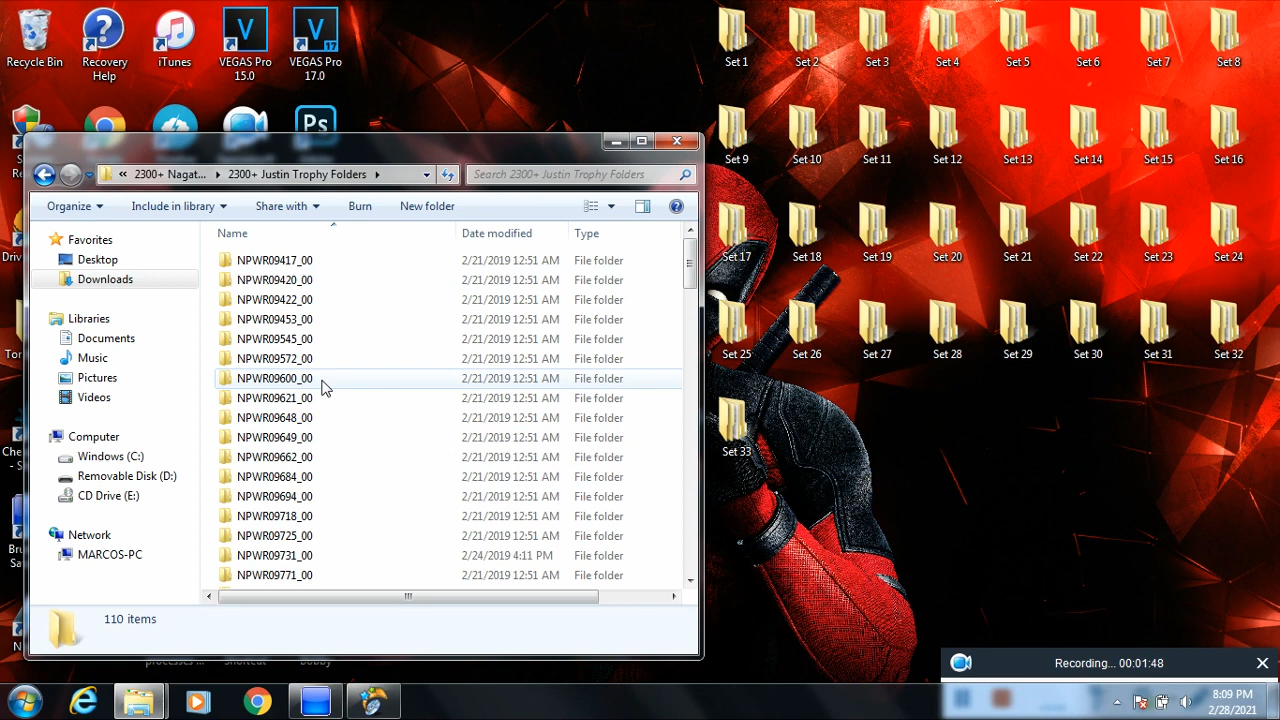 Recycle Bin
Recovery Help
iTunes
VEGAS Pro 15.0
VEGAS Pro 17.0
Ps
Set 1
Set 2
Set 3
Set 4
Set 5
Set 6
Set 7
Set 8
Set 9
Set 10
Set 11
Set 12
Set 13
Set 14
Set 15
Set 16
Set 17
Set 18
Set 19
Set 20
Set 21
Set 22
Set 23
Set 24
Set 25
Set 26
Set 27
Set 28
Set 29
Set 30
Set 31
Set 32
Set 33
« 2300+ Nagat... 2300+ Justin Trophy Folders
Search 2300+ Justin Trophy Folders
Organize Include in library Share with Burn New folder
Favorites
Desktop
Downloads
Libraries
Documents
Music
Pictures
Videos
Computer
Windows (C:)
Removable Disk (D:)
CD Drive (E:)
Network
MARCOS-PC
Name Date modified Type
NPWR09417_00 2/21/2019 12:51 AM File folder
NPWR09420_00 2/21/2019 12:51 AM File folder
NPWR09422_00 2/21/2019 12:51 AM File folder
NPWR09453_00 2/21/2019 12:51 AM File folder
NPWR09545_00 2/21/2019 12:51 AM File folder
NPWR09572_00 2/21/2019 12:51 AM File folder
NPWR09600_00 2/21/2019 12:51 AM File folder
NPWR09621_00 2/21/2019 12:51 AM File folder
NPWR09648_00 2/21/2019 12:51 AM File folder
NPWR09649_00 2/21/2019 12:51 AM File folder
NPWR09662_00 2/21/2019 12:51 AM File folder
NPWR09684_00 2/21/2019 12:51 AM File folder
NPWR09694_00 2/21/2019 12:51 AM File folder
NPWR09718_00 2/21/2019 12:51 AM File folder
NPWR09725_00 2/21/2019 12:51 AM File folder
NPWR09731_00 2/24/2019 4:11 PM File folder
NPWR09771_00 2/21/2019 12:51 AM File folder
110 items
Recording... 00:01:48
8:09 PM
2/28/2021